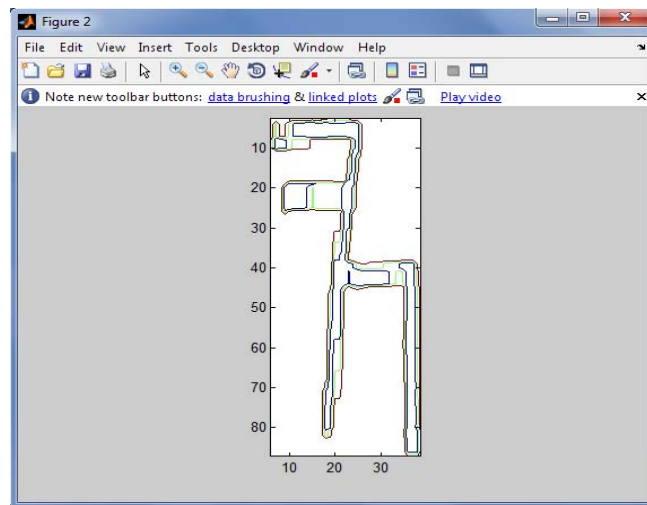 Figure 2
File Edit View Insert Tools Desktop Window Help
Note new toolbar buttons: data brushing & linked plots Play video
10
20
30
40
50
60
70
80
10 20 30